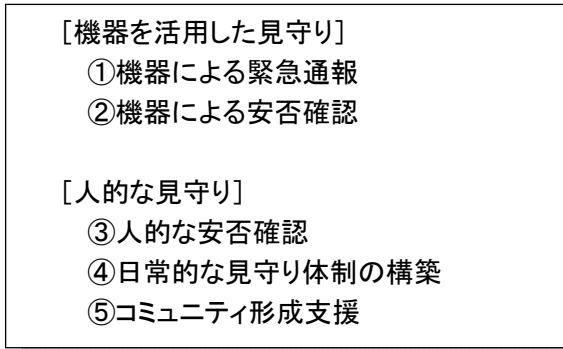 ［機器を活用した見守り］
①機器による緊急通報
②機器による安否確認
［人的な見守り］
③人的な安否確認
④日常的な見守り体制の構築
⑤コミュニティ形成支援